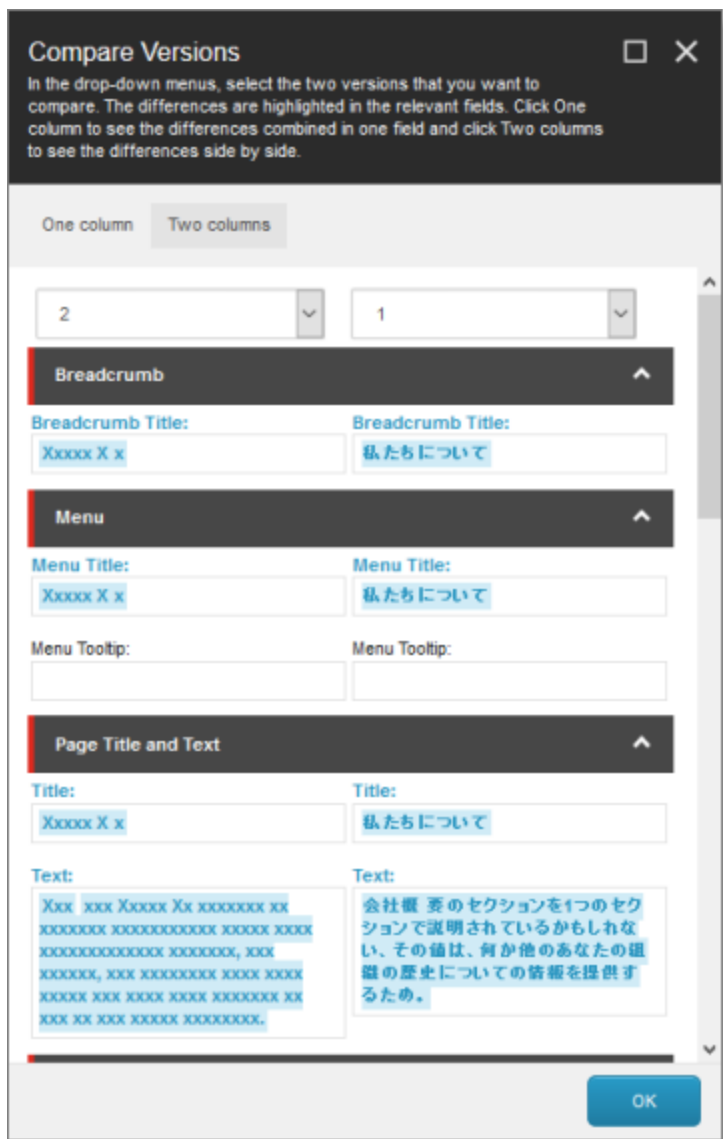 Compare Versions
In the drop-down menus, select the two versions that you want to
compare. The differences are highlighted in the relevant fields. Click One
column to see the differences combined in one field and click Two columns
to see the differences side by side.
One column Two columns
2 1
Breadcrumb
Breadcrumb Title: Breadcrumb Title:
Xxxxx X x 私たちについて
Menu
Menu Title: Menu Title:
Xxxxx X x 私たちについて
Menu Tooltip: Menu Tooltip:
Page Title and Text
Title: Title:
Xxxxx X x 私たちについて
Text: Text:
Xxx xxx Xxxxx Xx xxxxxxx xx
xxxxxxx xxxxxxxxxxx xxxxx xxxx
xxxxxxxxxxxxx xxxxxxx, xxx
xxxxxx, xxx xxxxxxxx xxxx xxxx
xxxxx xxx xxxx xxxx xxxxxxx xx
xxx xx xxx xxxxx xxxxxxxx.
会社概 要のセクションを1つのセク
ションで説明されているかもしれな
い、その値は、何か他のあなたの組
織の歴史についての情報を提供す
るため。
OK